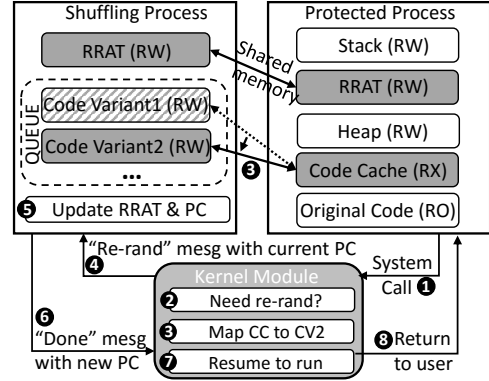 Shuffling Process
Protected Process
RRAT (RW)
Shared
memory
Stack (RW)
RRAT (RW)
QUEUE
Code Variant1 (RW)
Code Variant2 (RW)
...
Heap (RW)
❸
Code Cache (RX)
Original Code (RO)
❺ Update RRAT & PC
❹ "Re-rand" mesg with current PC
System
Call ❶
Kernel Module
❷ Need re-rand?
❸ Map CC to CV2
❼ Resume to run
❻
"Done" mesg
with new PC
❽ Return
to user